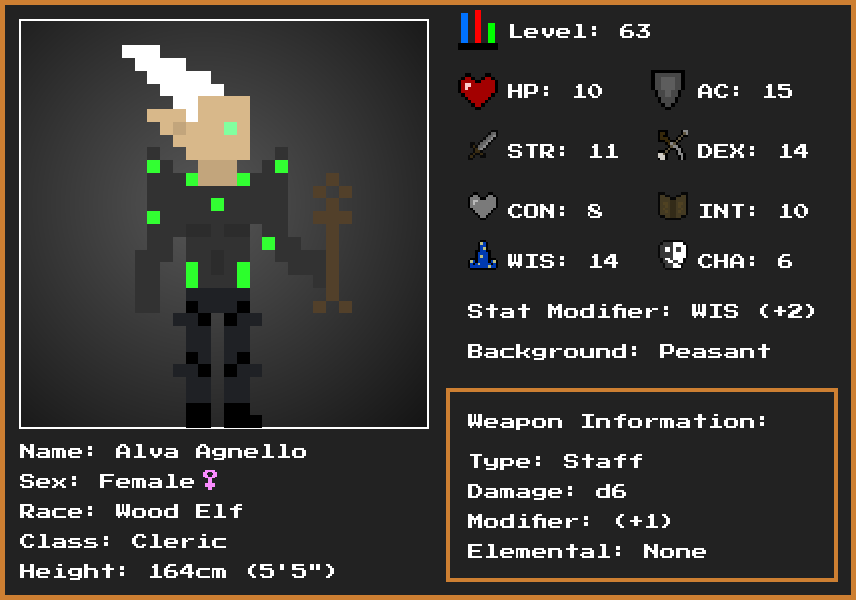 Level: 63
HP: 10 AC: 15
STR: 11 DEX: 14
CON: 8 INT: 10
WIS: 14 CHA: 6
Stat Modifier: WIS (+2)
Background: Peasant
Weapon Information:
Type: Staff
Damage: d6
Modifier: (+1)
Elemental: None
Name: Alva Agnello
Sex: Female♀
Race: Wood Elf
Class: Cleric
Height: 164cm (5'5")